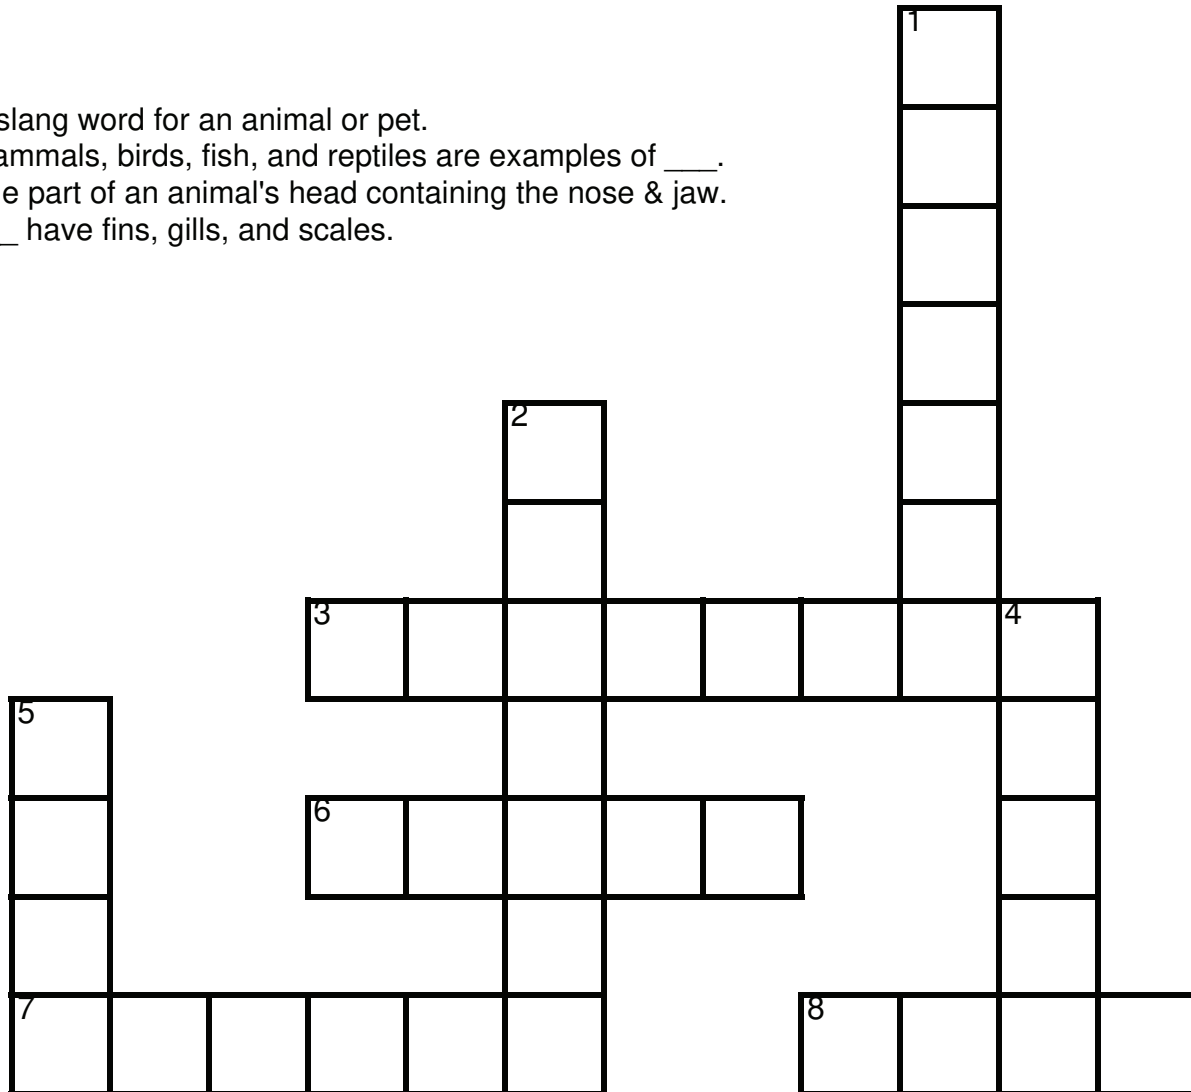 1
slang word for an animal or pet.
ammals, birds, fish, and reptiles are examples of ___.
e part of an animal's head containing the nose & jaw.
_ have fins, gills, and scales.
2
3
4
5
6
7
8